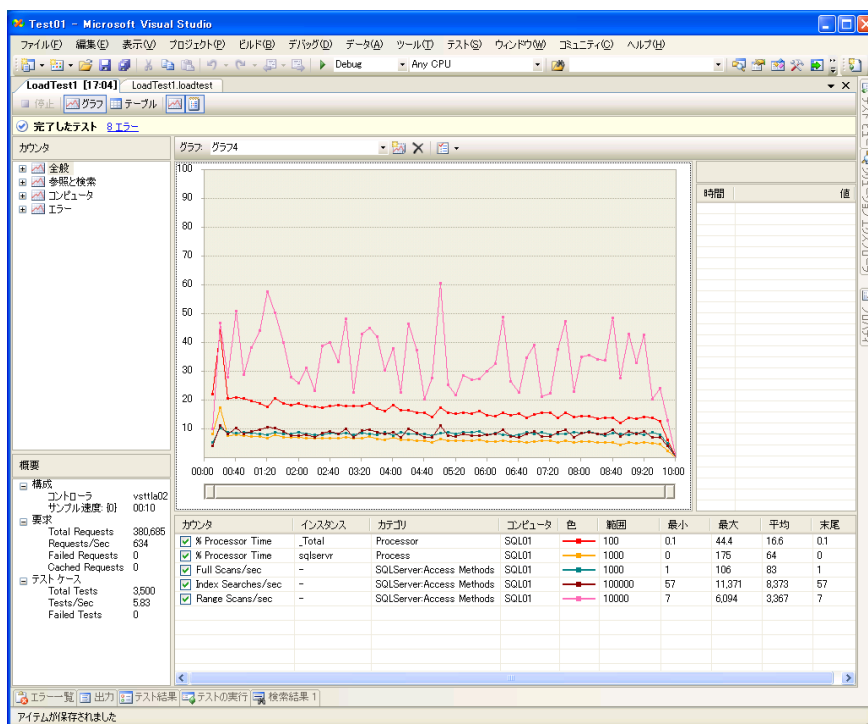 Test01 - Microsoft Visual Studio
ファイル(F) 編集(E) 表示(V) プロジェクト(P) ビルド(B) デバッグ(D) データ(A) ツール(T) テスト(S) ウィンドウ(W) コミュニティ(C) ヘルプ(H)
Debug Any CPU
LoadTest1 [17:04] LoadTest1.loadtest
停止 グラフ テーブル
完了したテスト 8 エラー
カウンタ
全般
参照と検索
コンピュータ
エラー
グラフ: グラフ4
100
90
80
70
60
50
40
30
20
10
00:00 00:40 01:20 02:00 02:40 03:20 04:00 04:40 05:20 06:00 06:40 07:20 08:00 08:40 09:20 10:00
時間 値
プロパティ
概要
構成
コントローラ vsttla02
サンプル速度: {0} 00:10
要求
Total Requests 380,685
Requests/Sec 634
Failed Requests 0
Cached Requests 0
テスト ケース
Total Tests 3,500
Tests/Sec 5.83
Failed Tests 0
カウンタ インスタンス カテゴリ コンピュータ 色 範囲 最小 最大 平均 末尾
% Processor Time _Total Processor SQL01 100 0.1 44.4 16.6 0.1
% Processor Time sqlservr Process SQL01 1000 0 175 64 0
Full Scans/sec - SQLServer:Access Methods SQL01 1000 1 106 83 1
Index Searches/sec - SQLServer:Access Methods SQL01 100000 57 11,371 8,373 57
Range Scans/sec - SQLServer:Access Methods SQL01 10000 7 6,094 3,367 7
エラー一覧 出力 テスト結果 テストの実行 検索結果 1
アイテムが保存されました